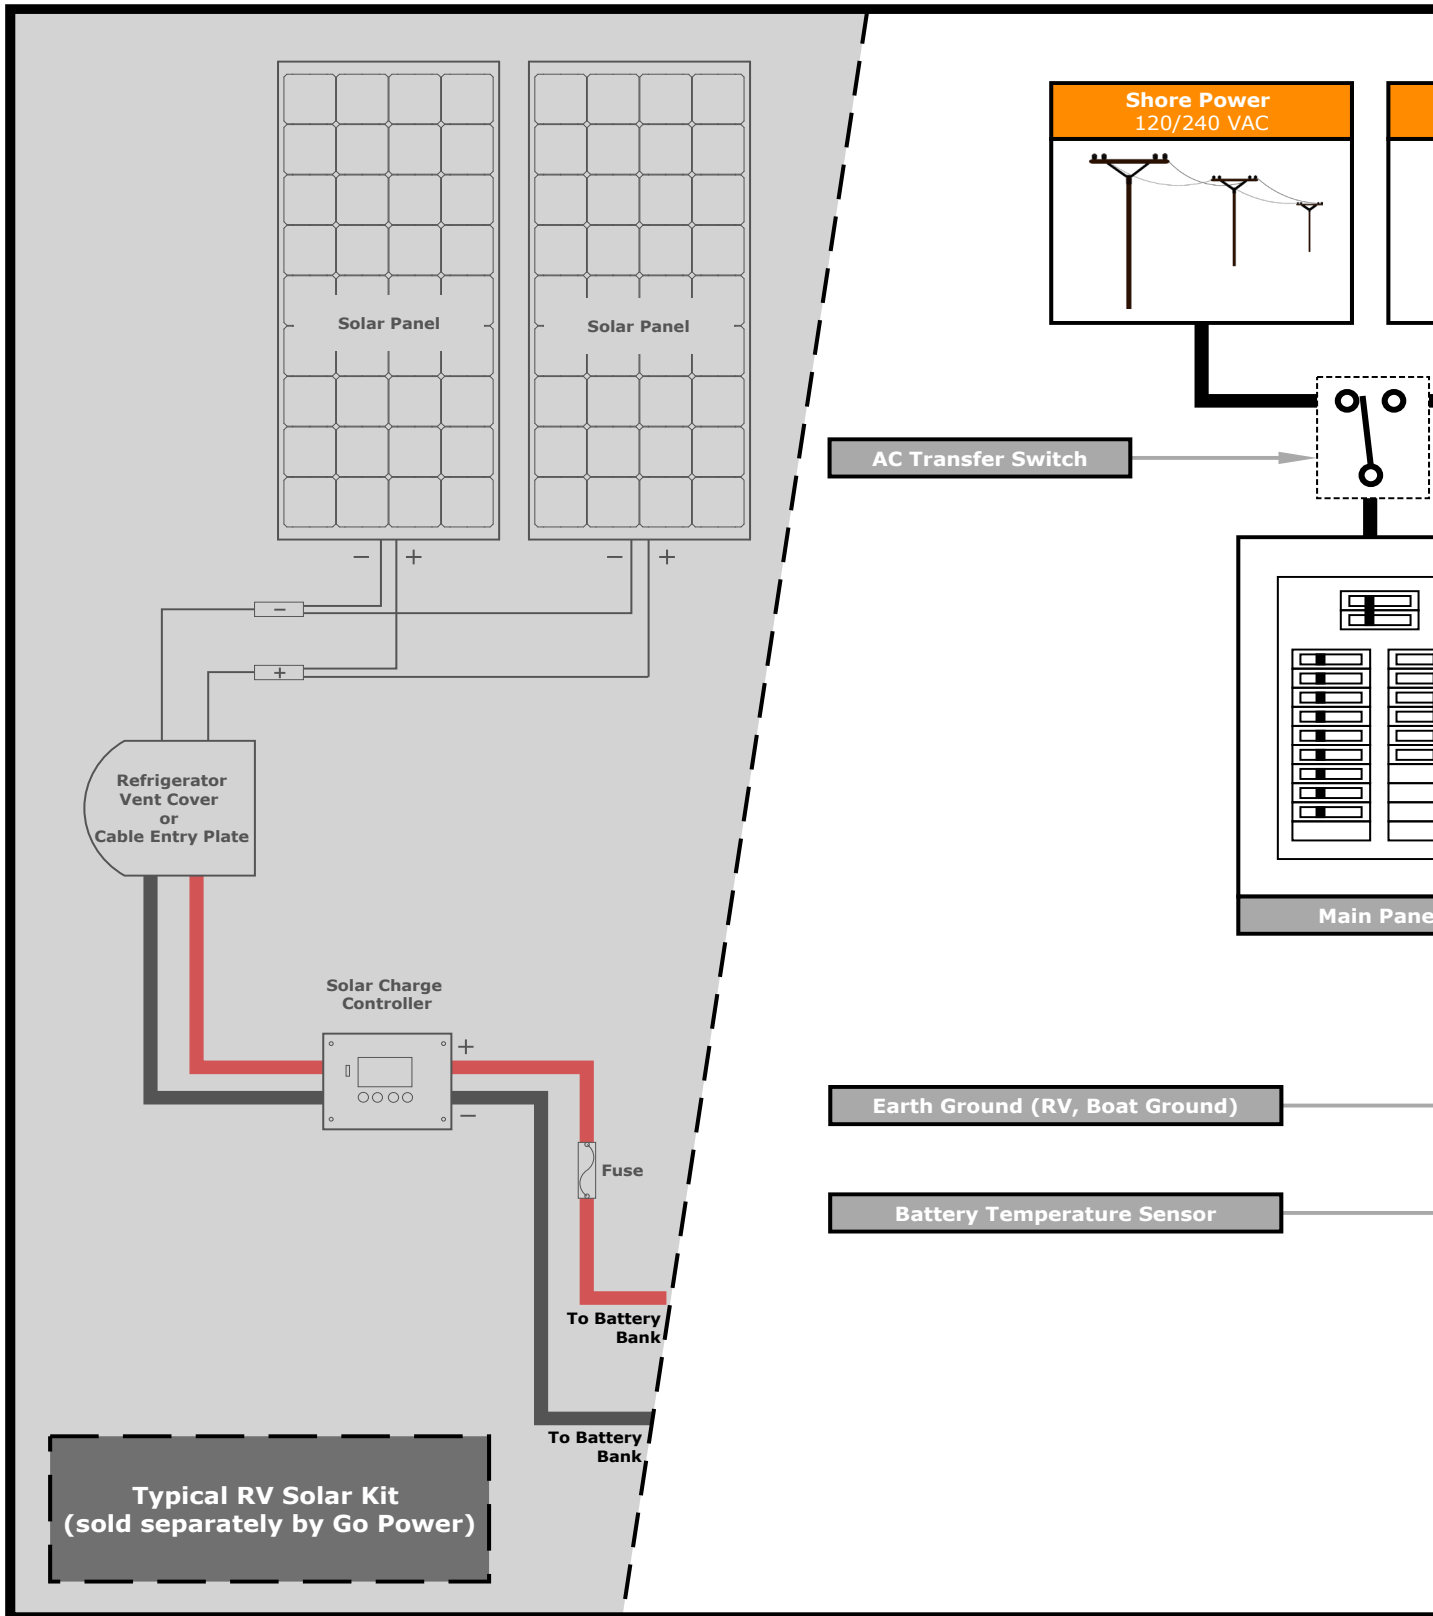 Shore Power
120/240 VAC
Solar Panel
Solar Panel
AC Transfer Switch
− +
− +
−
+
Refrigerator
Vent Cover
or
Cable Entry Plate
Main Pane
Solar Charge
Controller
+
−
Earth Ground (RV, Boat Ground)
Fuse
Battery Temperature Sensor
To Battery
Bank
To Battery
Bank
Typical RV Solar Kit
(sold separately by Go Power)